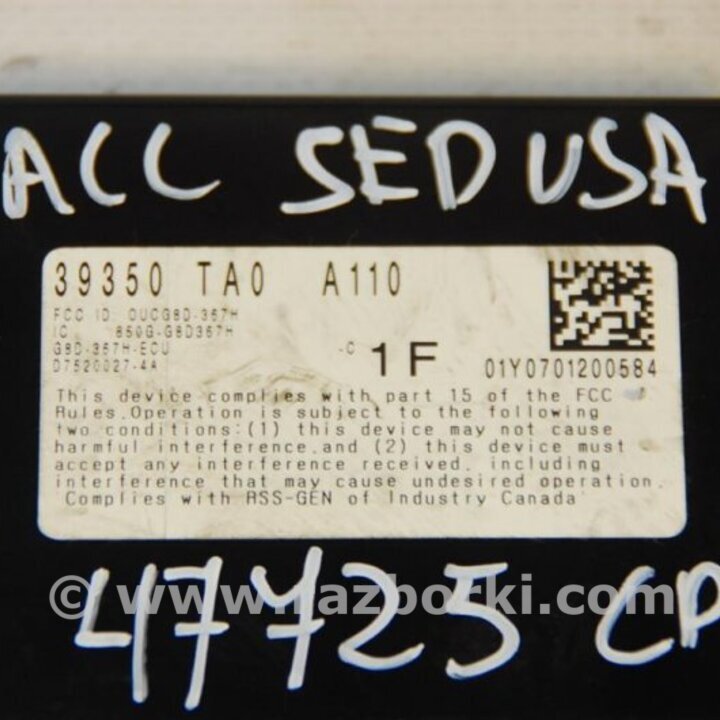 ACC SED USA
39350 TA0 A110
FCC ID: OUCG8D-367H
IC 850G-G8D367H
G8D-367H-ECU -C 1F 01Y0701200584
D7520027-4A
This device complies with part 15 of the FCC
Rules.Operation is subject to the following
two conditions:(1) this device may not cause
harmful interference.and (2) this device must
accept any interference received, including
interference that may cause undesired operation.
Complies with RSS-GEN of Industry Canada
© www.razborki.com
47725 CP